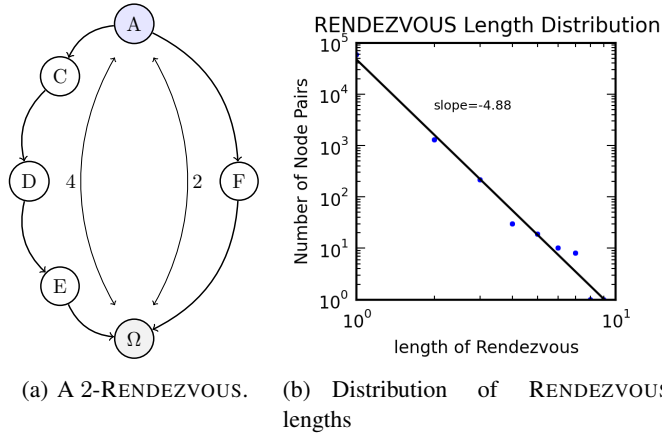 A
C
D
4
2
F
E
Ω
(a) A 2-RENDEZVOUS.
RENDEZVOUS Length Distribution
Number of Node Pairs
10^5
10^4
10^3
10^2
10^1
10^0
slope=-4.88
10^0
10^1
length of Rendezvous
(b) Distribution of RENDEZVOUS
lengths